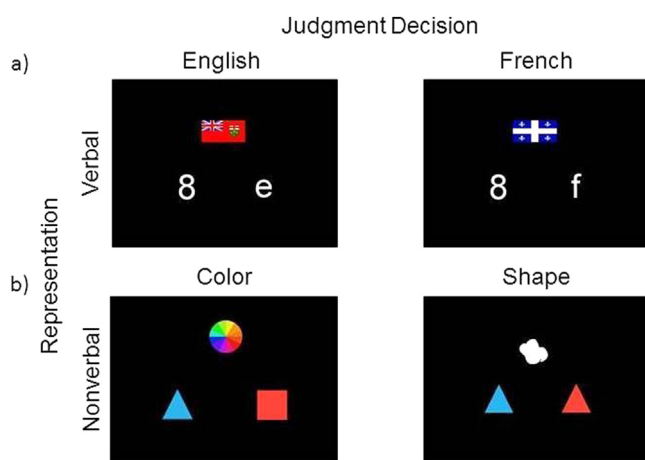 Judgment Decision
a)
English
French
Verbal
8 e
8 f
Representation
b)
Color
Shape
Nonverbal